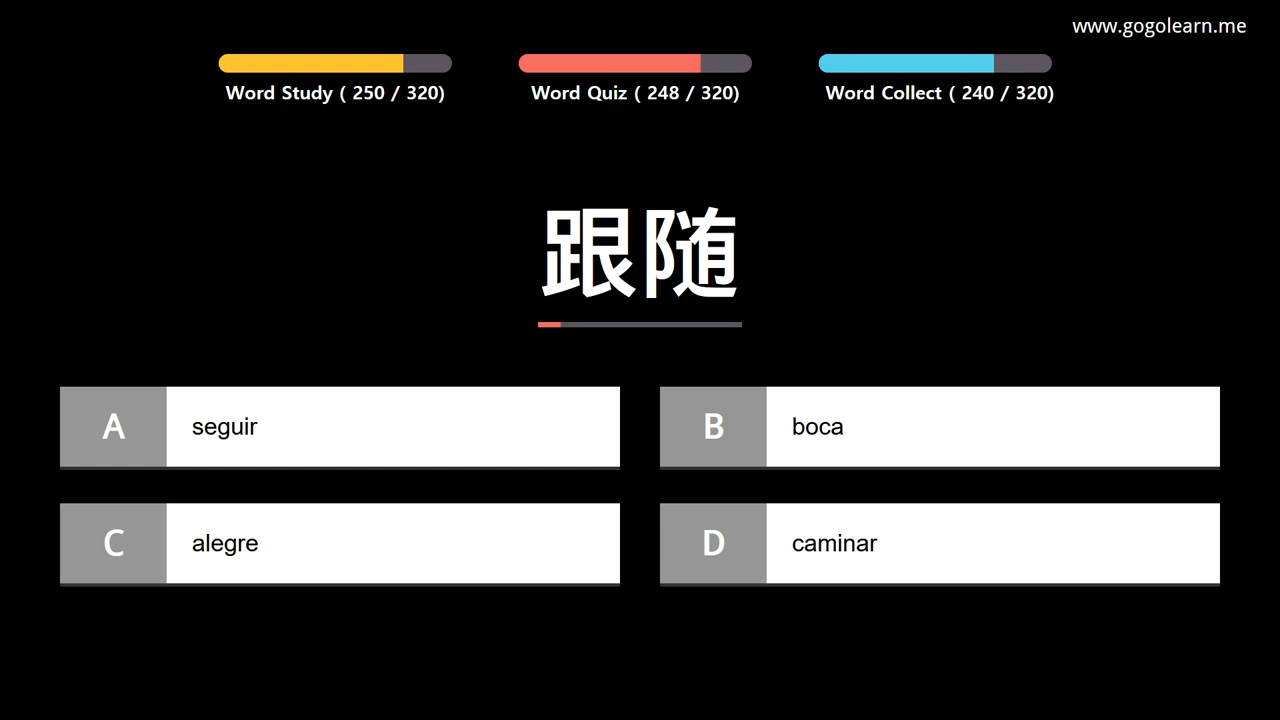 www.gogolearn.me
Word Study ( 250 / 320)
Word Quiz ( 248 / 320)
Word Collect ( 240 / 320)
跟随
A seguir
B boca
C alegre
D caminar